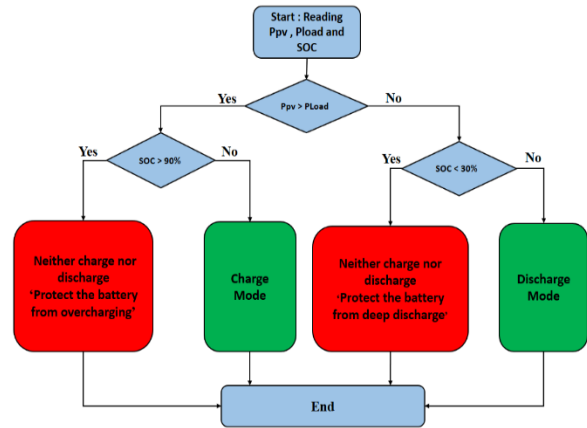 Start : Reading
Ppv , Pload and
SOC
Yes
Ppv > PLoad
No
Yes
SOC > 90%
No
Yes
SOC < 30%
No
Neither charge nor
discharge
‘Protect the battery
from overcharging’
Charge
Mode
Neither charge nor
discharge
‘Protect the battery
from deep discharge’
Discharge
Mode
End